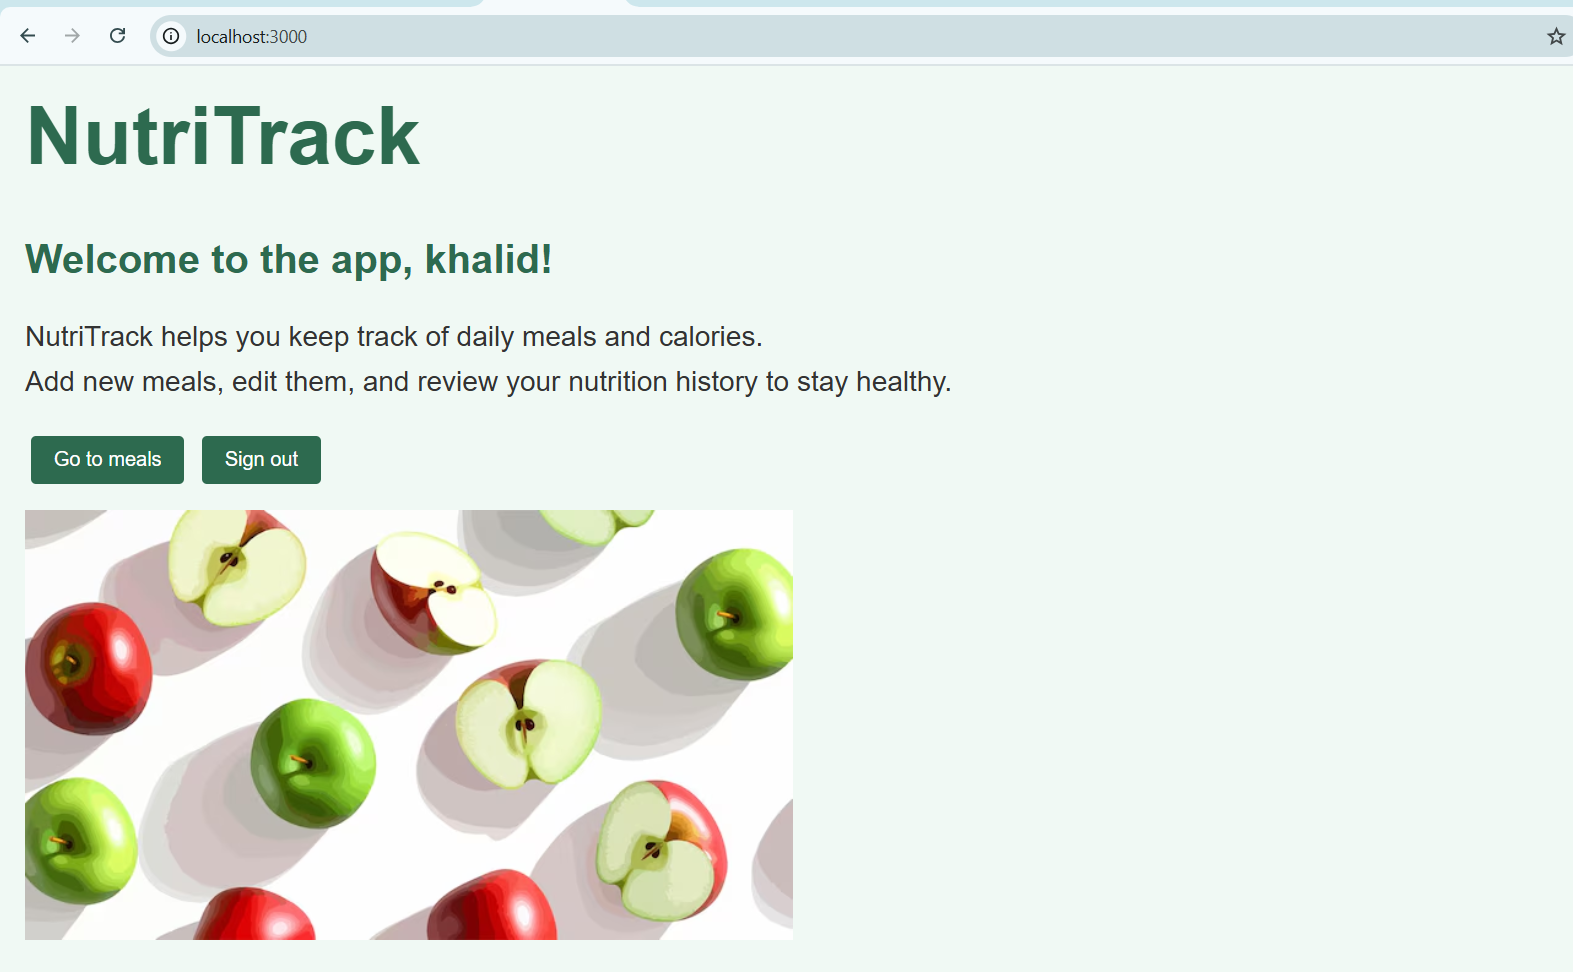 localhost:3000
NutriTrack
Welcome to the app, khalid!
NutriTrack helps you keep track of daily meals and calories.
Add new meals, edit them, and review your nutrition history to stay healthy.
Go to meals
Sign out